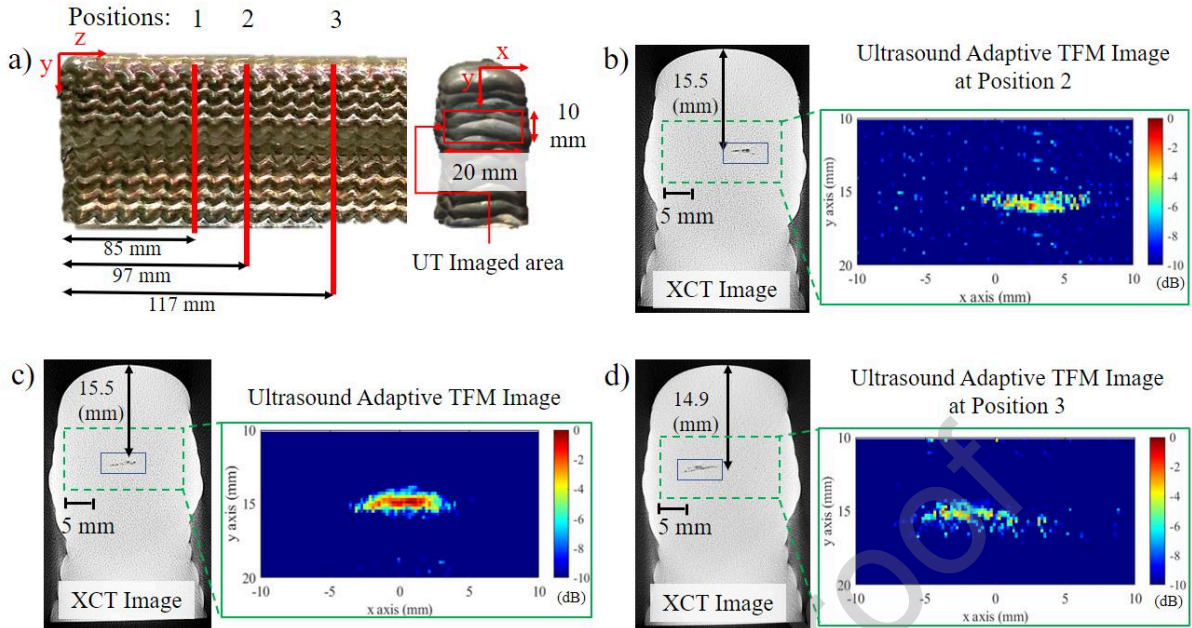 Positions: 1 2 3
a)
z
y
85 mm
97 mm
117 mm
x
y
10
mm
20 mm
UT Imaged area
b)
15.5
(mm)
5 mm
XCT Image
Ultrasound Adaptive TFM Image
at Position 2
y axis (mm)
10
15
20
-10 -5 0 5 10
x axis (mm)
0
-2
-4
-6
-8
-10
(dB)
c)
15.5
(mm)
5 mm
XCT Image
Ultrasound Adaptive TFM Image
y axis (mm)
10
15
20
-10 -5 0 5 10
x axis (mm)
0
-2
-4
-6
-8
-10
(dB)
d)
14.9
(mm)
5 mm
XCT Image
Ultrasound Adaptive TFM Image
at Position 3
y axis (mm)
10
15
20
-10 -5 0 5 10
x axis (mm)
0
-2
-4
-6
-8
-10
(dB)
roof